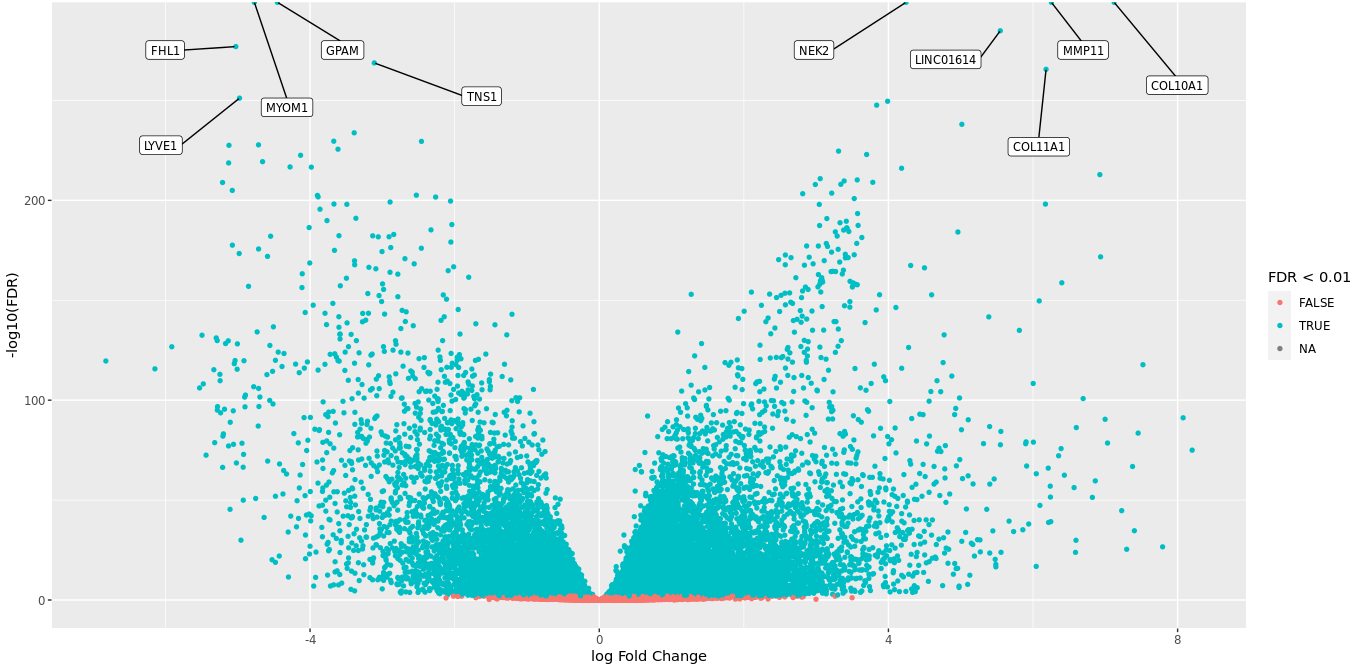 FHL1
GPAM
NEK2
LINC01614
MMP11
COL10A1
MYOM1
TNS1
LYVE1
COL11A1
-log10(FDR)
200
100
0
-4
0
4
8
log Fold Change
FDR < 0.01
FALSE
TRUE
NA